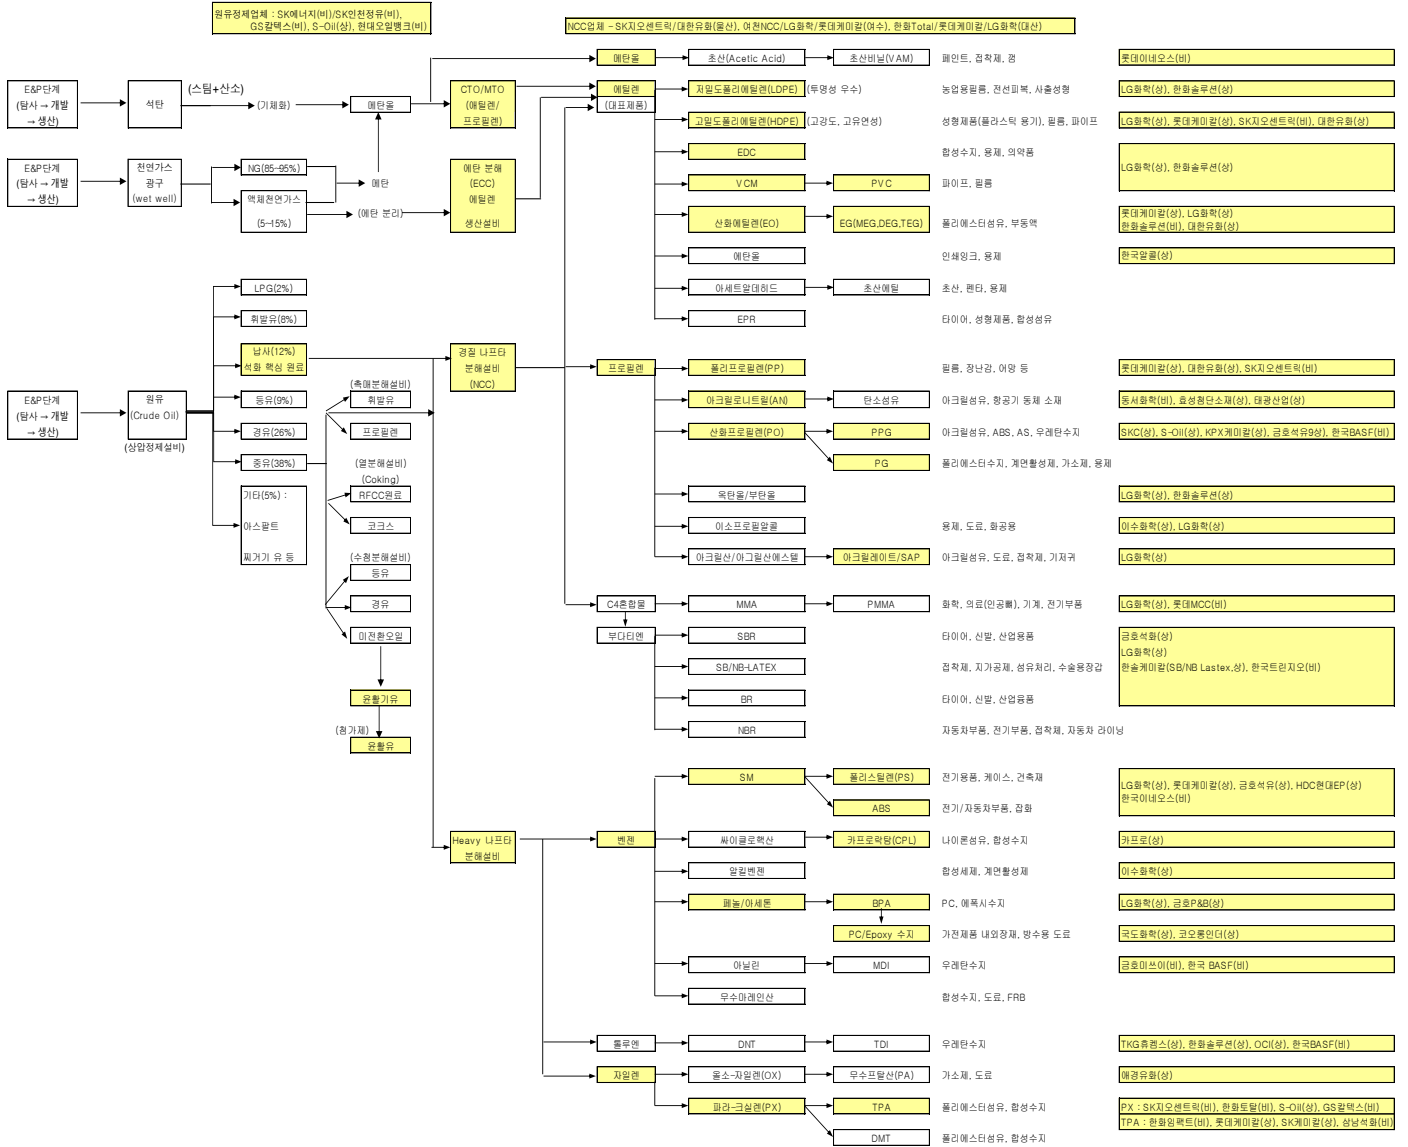 원유정제업체 : SK에너지(비)/SK인천정유(비),
GS칼텍스(비), S-Oil(상), 현대오일뱅크(비)
NCC업체 - SK지오센트릭/대한유화(울산), 여천NCC/LG화학/롯데케미칼(여수), 한화Total/롯데케미칼/LG화학(대산)
메탄올 초산(Acetic Acid) 초산비닐(VAM) 페인트, 접착제, 껌 롯데이네오스(비)
E&P단계
(탐사 → 개발
→ 생산)
석탄
(스팀+산소)
(기체화)
메탄올
CTO/MTO
(에틸렌/
프로필렌)
에틸렌
(대표제품)
저밀도폴리에틸렌(LDPE) (투명성 우수) 농업용필름, 전선피복, 사출성형 LG화학(상), 한화솔루션(상)
고밀도폴리에틸렌(HDPE) (고강도, 고유연성) 성형제품(플라스틱 용기), 필름, 파이프 LG화학(상), 롯데케미칼(상), SK지오센트릭(비), 대한유화(상)
EDC 합성수지, 용제, 의약품
LG화학(상), 한화솔루션(상)
VCM PVC 파이프, 필름
E&P단계
(탐사 → 개발
→ 생산)
천연가스
광구
(wet well)
NG(85-95%)
액체천연가스
(5-15%)
메탄
(에탄 분리)
에탄 분해
(ECC)
에틸렌
생산설비
산화에틸렌(EO) EG(MEG,DEG,TEG) 폴리에스터섬유, 부동액
롯데케미칼(상), LG화학(상)
한화솔루션(비), 대한유화(상)
에탄올 인쇄잉크, 용제 한국알콜(상)
아세트알데히드 초산에틸 초산, 펜타, 용제
EPR 타이어, 성형제품, 합성섬유
LPG(2%)
휘발유(8%)
납사(12%)
석화 핵심 원료
등유(9%)
경유(26%)
중유(38%)
기타(5%) :
아스팔트
찌거기 유 등
E&P단계
(탐사 → 개발
→ 생산)
원유
(Crude Oil)
(상압정제설비)
(촉매분해설비)
휘발유
프로필렌
(열분해설비)
(Coking)
RFCC원료
코크스
(수첨분해설비)
등유
경유
미전환오일
윤활기유
(첨가제)
윤활유
경질 나프타
분해설비
(NCC)
프로필렌 폴리프로필렌(PP) 필름, 장난감, 어망 등 롯데케미칼(상), 대한유화(상), SK지오센트릭(비)
아크릴로니트릴(AN) 탄소섬유 아크릴섬유, 항공기 동체 소재 동서화학(비), 효성첨단소재(상), 태광산업(상)
산화프로필렌(PO) PPG 아크릴섬유, ABS, AS, 우레탄수지 SKC(상), S-Oil(상), KPX케미칼(상), 금호석유9상), 한국BASF(비)
PG 폴리에스터수지, 계면활성제, 가소제, 용제
옥탄올/부탄올 LG화학(상), 한화솔루션(상)
이소프로필알콜 용제, 도료, 화공용 이수화학(상), LG화학(상)
아크릴산/아그릴산에스텔 아크릴레이트/SAP 아크릴섬유, 도료, 접착제, 기저귀 LG화학(상)
C4혼합물 MMA PMMA 화학, 의료(인공뼈), 기계, 전기부품 LG화학(상), 롯데MCC(비)
부다티엔 SBR 타이어, 신발, 산업용품 금호석화(상)
LG화학(상)
SB/NB-LATEX 접착제, 지가공제, 섬유처리, 수술용장갑 한솔케미칼(SB/NB Lastex,상), 한국트린지오(비)
BR 타이어, 신발, 산업융품
NBR 자동차부품, 전기부품, 접착제, 자동차 라이닝
Heavy 나프타
분해설비
SM 폴리스틸렌(PS) 전기용품, 케이스, 건축재
LG화학(상), 롯데케미칼(상), 금호석유(상), HDC현대EP(상)
한국이네오스(비)
ABS 전기/자동차부품, 잡화
벤젠 싸이클로핵산 카프로락탐(CPL) 나이론섬유, 합성수지 카프로(상)
알킬벤젠 합성세제, 계면활성제 이수화학(상)
페놀/아세톤 BPA PC, 에폭시수지 LG화학(상), 금호P&B(상)
PC/Epoxy 수지 가전제품 내외장재, 방수용 도료 국도화학(상), 코오롱인더(상)
아닐린 MDI 우레탄수지 금호미쓰이(비), 한국 BASF(비)
무수마레인산 합성수지, 도료, FRB
톨루엔 DNT TDI 우레탄수지 TKG휴켐스(상), 한화솔루션(상), OCI(상), 한국BASF(비)
자일렌 올소-자일렌(OX) 무수프탈산(PA) 가소제, 도료 애경유화(상)
파라-크실렌(PX) TPA 폴리에스터섬유, 합성수지 PX : SK지오센트릭(비), 한화토탈(비), S-Oil(상), GS칼텍스(비)
TPA : 한화임팩트(비), 롯데케미칼(상), SK케미칼(상), 삼남석화(비)
DMT 폴리에스터섬유, 합성수지